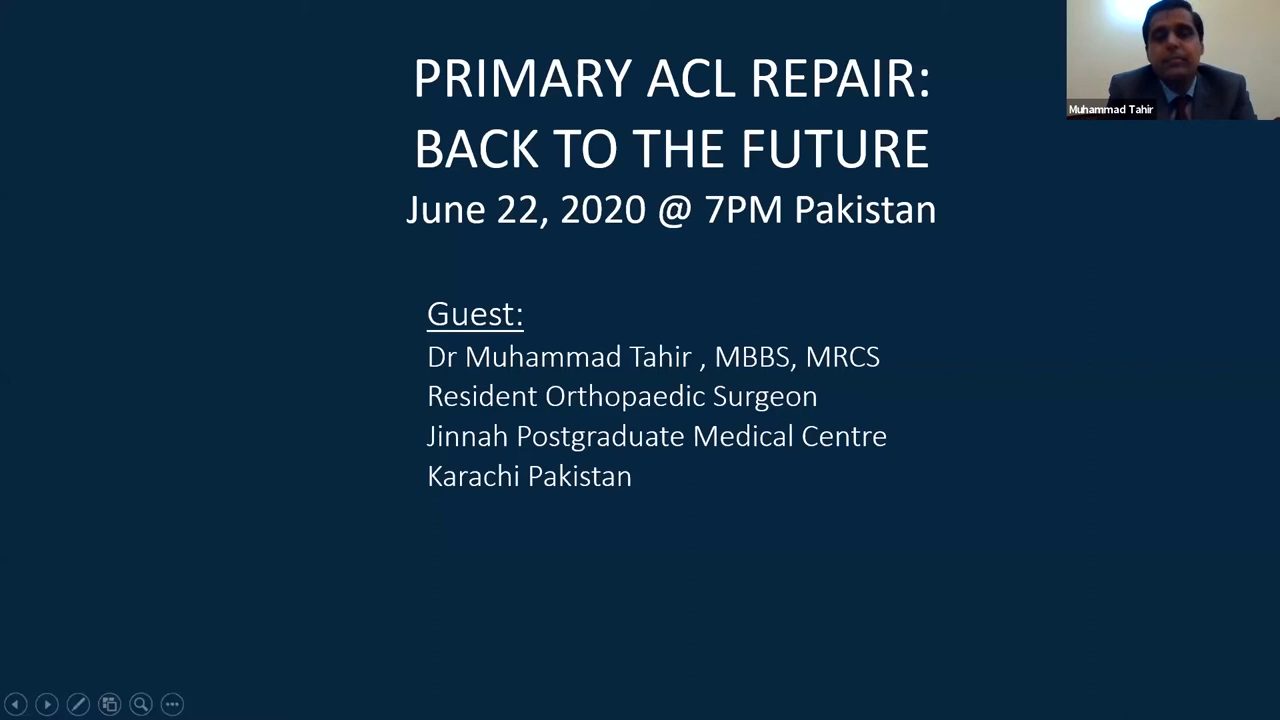 PRIMARY ACL REPAIR:
BACK TO THE FUTURE
June 22, 2020 @ 7PM Pakistan
Muhammad Tahir
Guest:
Dr Muhammad Tahir , MBBS, MRCS
Resident Orthopaedic Surgeon
Jinnah Postgraduate Medical Centre
Karachi Pakistan